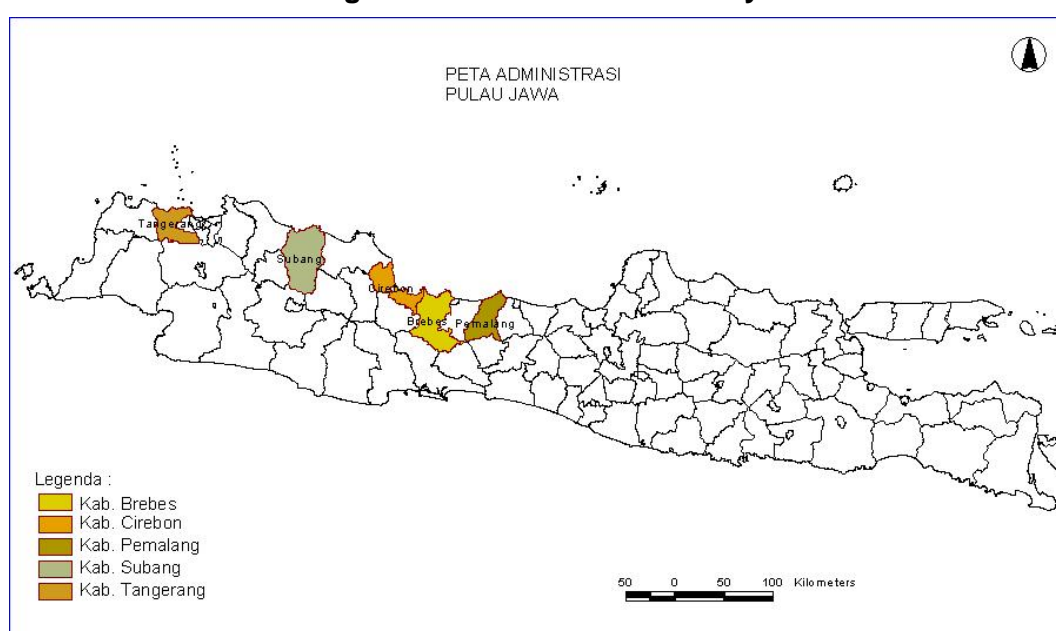 PETA ADMINISTRASI
PULAU JAWA
Tangerang
Subang
Cirebon
Brebes
Pemalang
Legenda :
Kab. Brebes
Kab. Cirebon
Kab. Pemalang
Kab. Subang
Kab. Tangerang
50 0 50 100 Kilometers